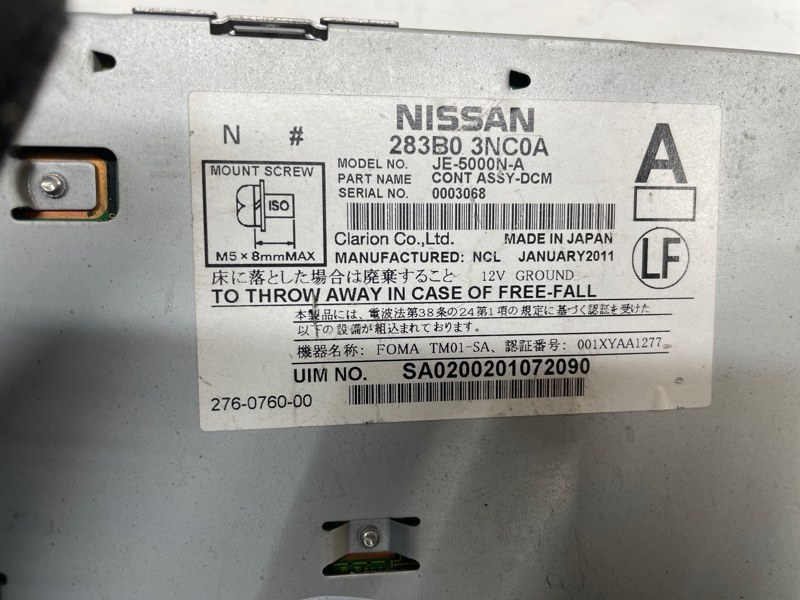 NISSAN
N #
283B0 3NC0A
A
MODEL NO. JE-5000N-A
PART NAME CONT ASSY-DCM
SERIAL NO. 0003068
MOUNT SCREW
ISO
M5×8mmMAX
Clarion Co.,Ltd. MADE IN JAPAN
MANUFACTURED: NCL JANUARY2011
LF
床に落とした場合は廃棄すること 12V GROUND
TO THROW AWAY IN CASE OF FREE-FALL
本製品には、電波法第38条の24第1項の規定に基づく認証を受けた
以下の設備が組込まれております。
機器名称: FOMA TM01-SA、認証番号: 001XYAA1277
UIM NO. SA0200201072090
276-0760-00